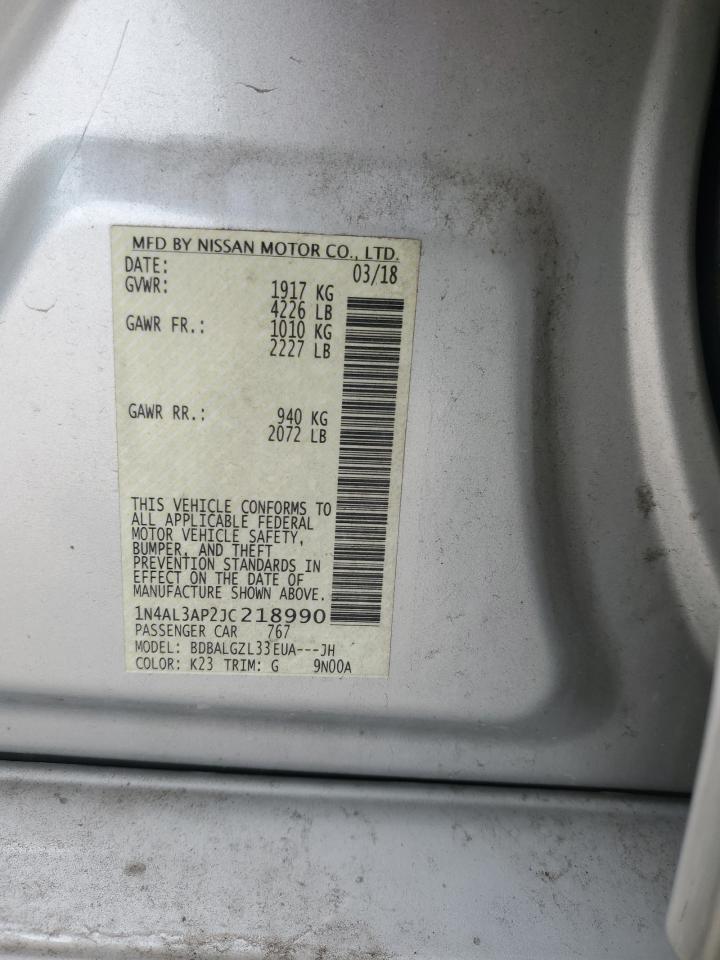 MFD BY NISSAN MOTOR CO., LTD.
DATE: 03/18
GVWR: 1917 KG
4226 LB
GAWR FR.: 1010 KG
2227 LB
GAWR RR.: 940 KG
2072 LB
THIS VEHICLE CONFORMS TO
ALL APPLICABLE FEDERAL
MOTOR VEHICLE SAFETY,
BUMPER, AND THEFT
PREVENTION STANDARDS IN
EFFECT ON THE DATE OF
MANUFACTURE SHOWN ABOVE.
1N4AL3AP2JC218990
PASSENGER CAR 767
MODEL: BDBALGZL33EUA---JH
COLOR: K23 TRIM: G 9N00A